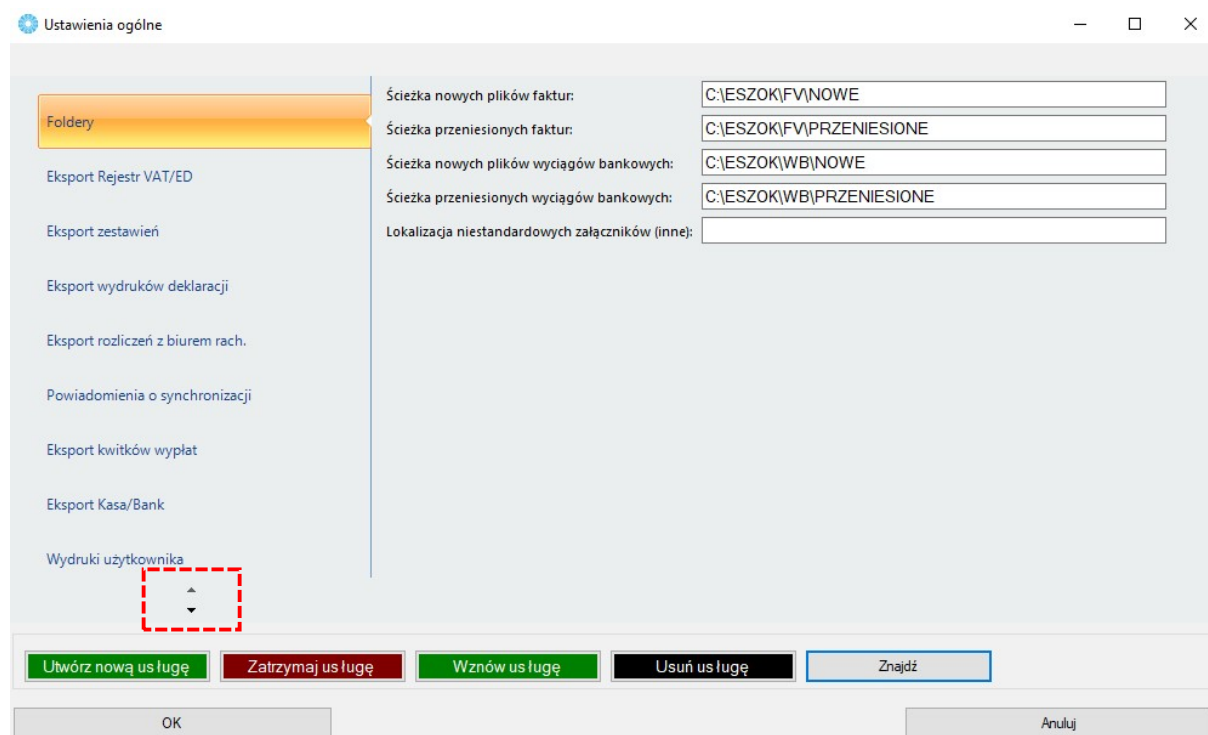 Ustawienia ogólne
Foldery
Eksport Rejestr VAT/ED
Eksport zestawień
Eksport wydruków deklaracji
Eksport rozliczeń z biurem rach.
Powiadomienia o synchronizacji
Eksport kwitków wypłat
Eksport Kasa/Bank
Wydruki użytkownika
Ścieżka nowych plików faktur: C:\ESZOK\FV\NOWE
Ścieżka przeniesionych faktur: C:\ESZOK\FV\PRZENIESIONE
Ścieżka nowych plików wyciągów bankowych: C:\ESZOK\WB\NOWE
Ścieżka przeniesionych wyciągów bankowych: C:\ESZOK\WB\PRZENIESIONE
Lokalizacja niestandardowych załączników (inne):
Utwórz nową usługę Zatrzymaj usługę Wznów usługę Usuń usługę Znajdź
OK Anuluj